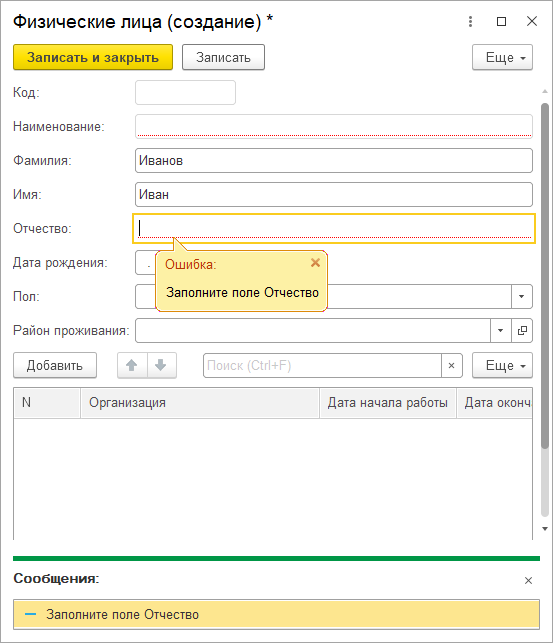 Физические лица (создание) *
Записать и закрыть Записать Еще
Код:
Наименование:
Фамилия: Иванов
Имя: Иван
Отчество:
Дата рождения: .
Ошибка:
Заполните поле Отчество
Пол:
Район проживания:
Добавить Поиск (Ctrl+F) × Еще
N Организация Дата начала работы Дата оконч
Сообщения:
Заполните поле Отчество